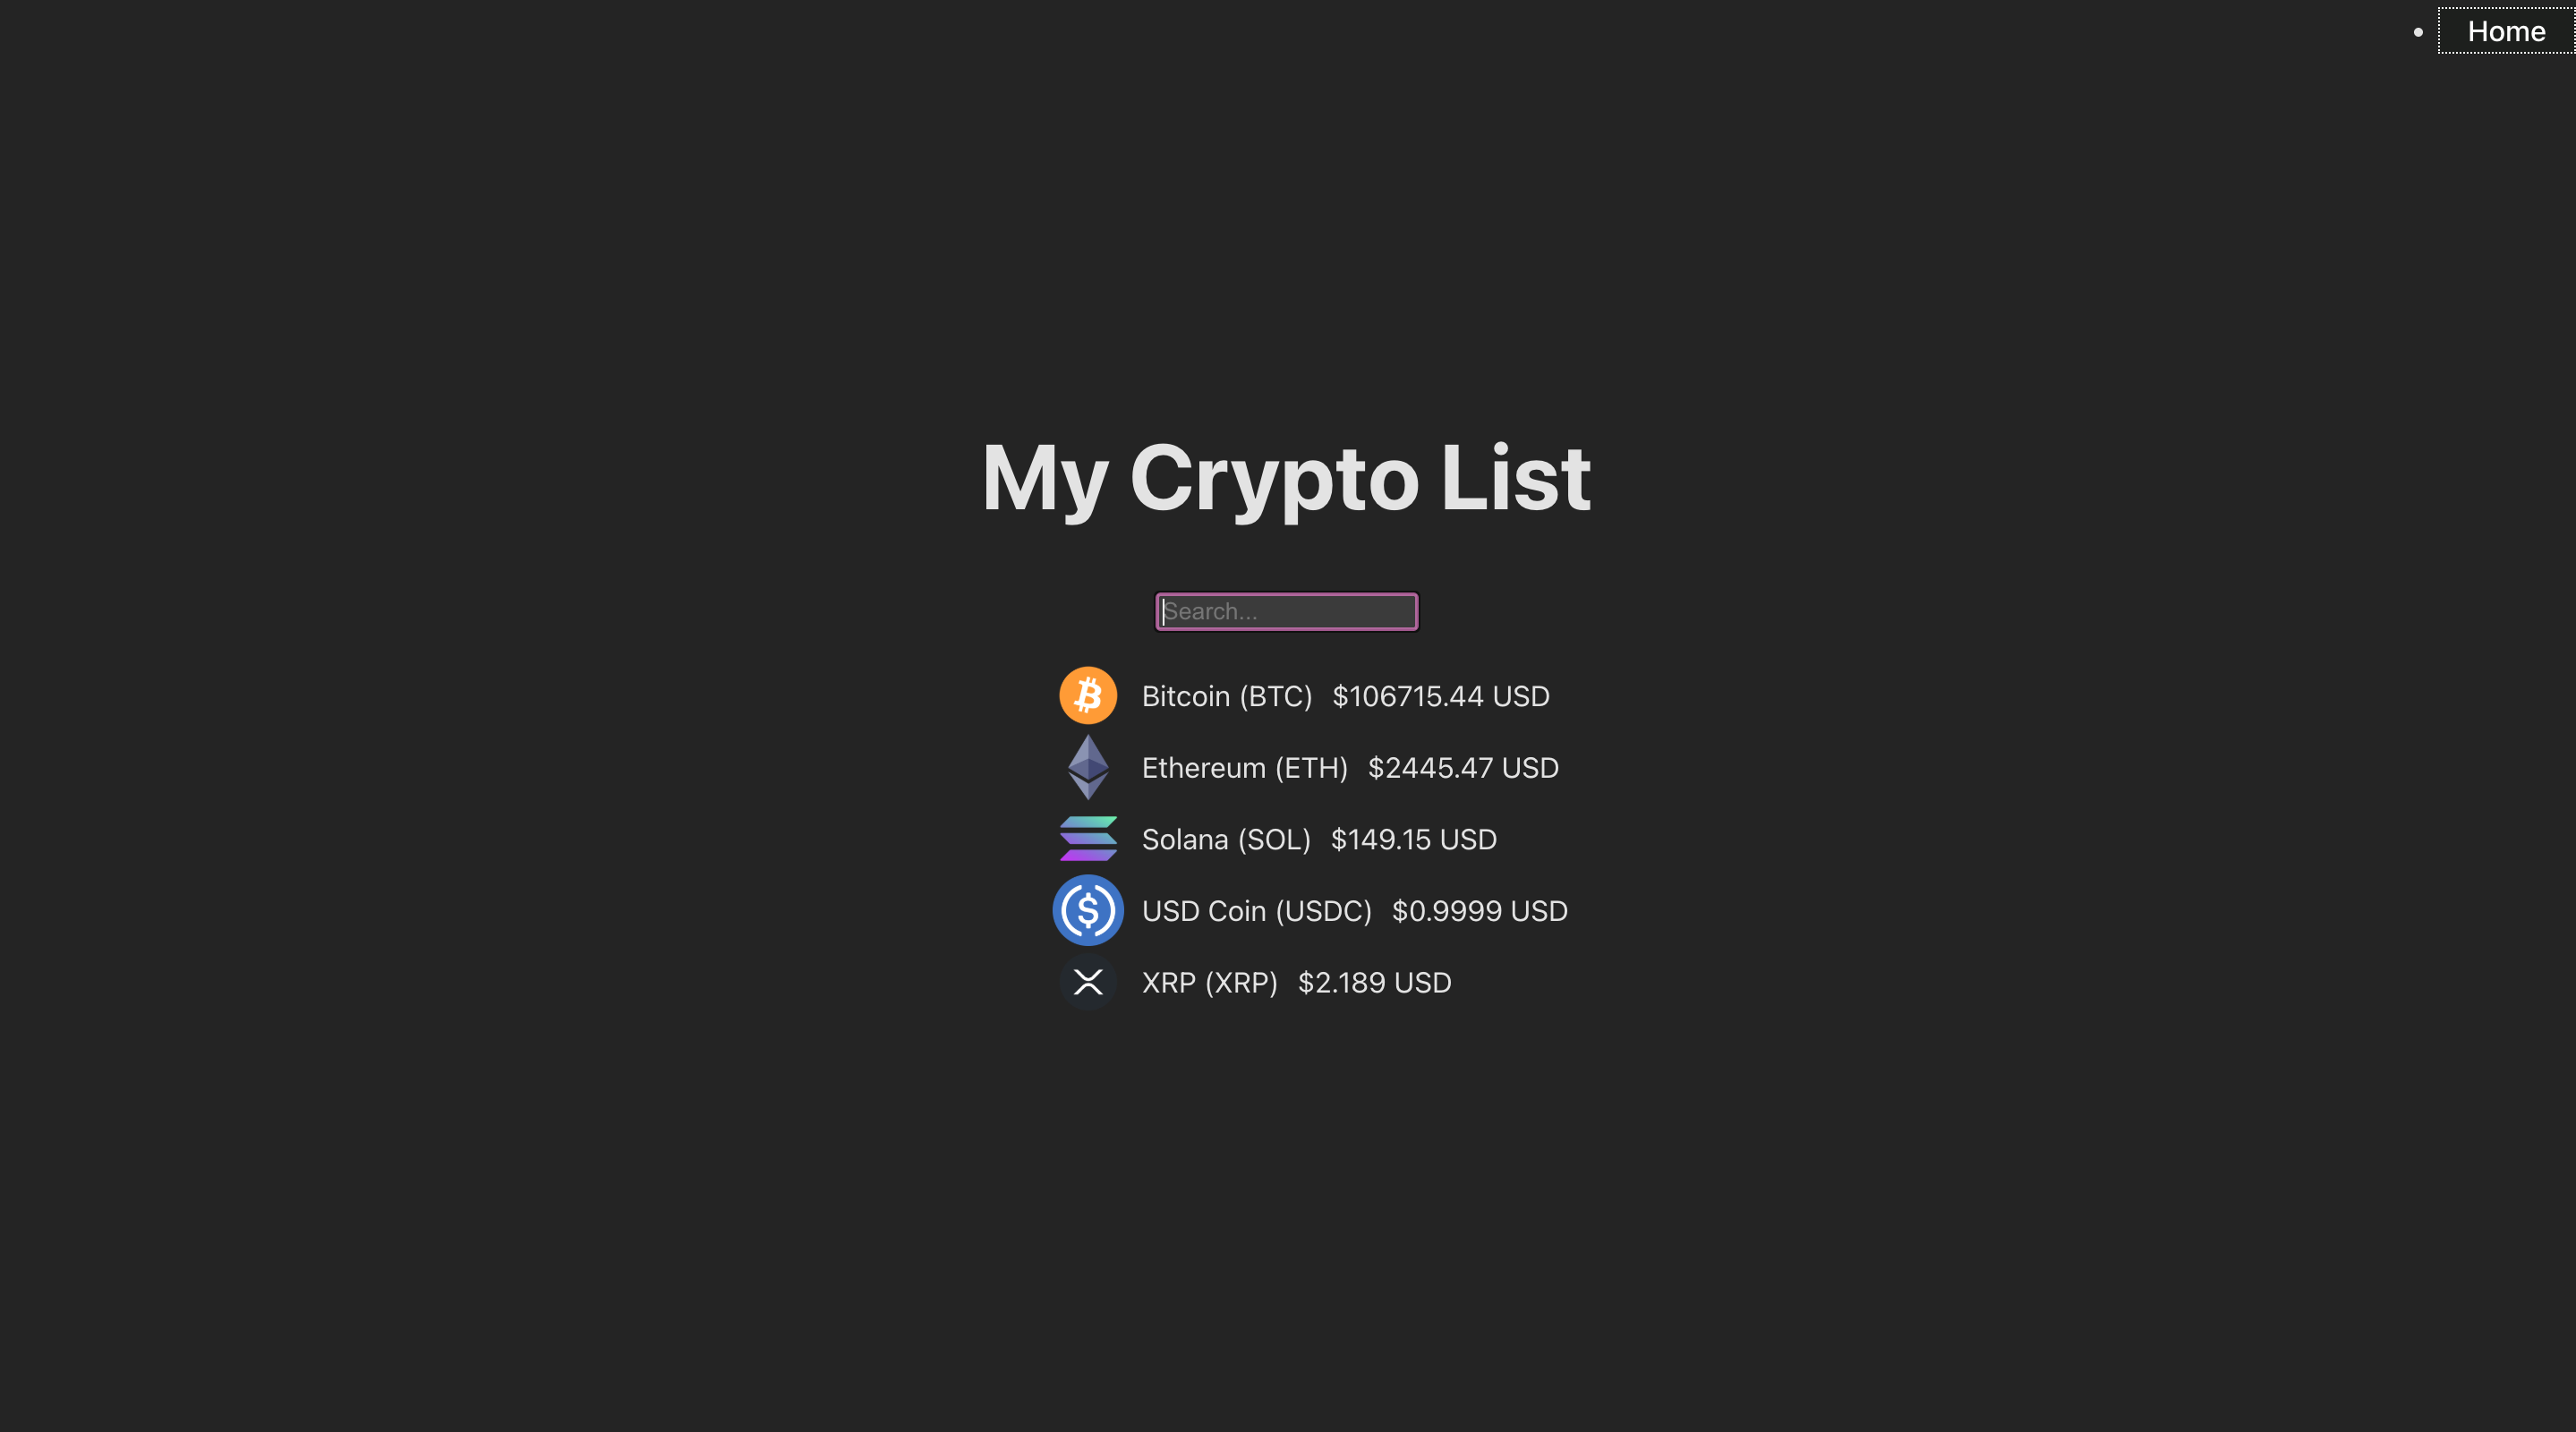 Home
My Crypto List
Search...
Bitcoin (BTC) $106715.44 USD
Ethereum (ETH) $2445.47 USD
Solana (SOL) $149.15 USD
USD Coin (USDC) $0.9999 USD
XRP (XRP) $2.189 USD